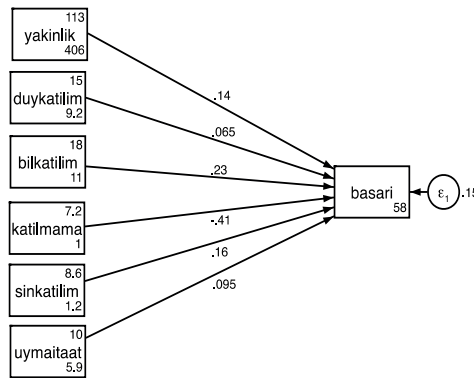 113
yakinlik
406
.14
15
duykatilim
9.2
.065
18
bilkatilim
11
.23
7.2
katilmama
1
-.41
8.6
sinkatilim
1.2
.16
10
uymaitaat
5.9
.095
basari
58
ε1
.15